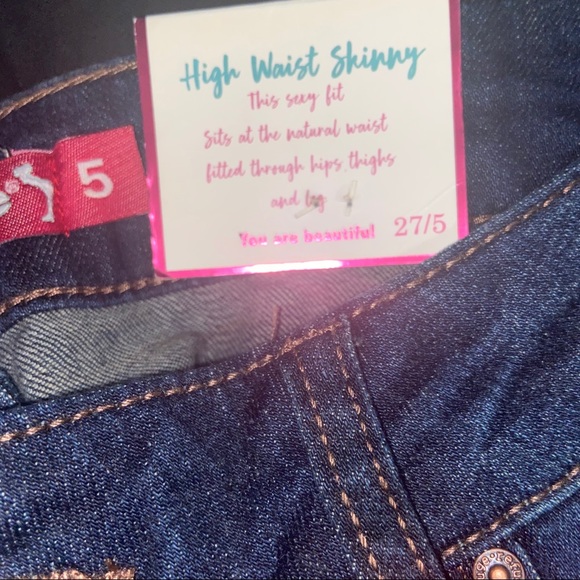 High Waist Skinny
This sexy fit
Sits at the natural waist
fitted through hips, thighs
and leg
You are beautiful! 27/5
5